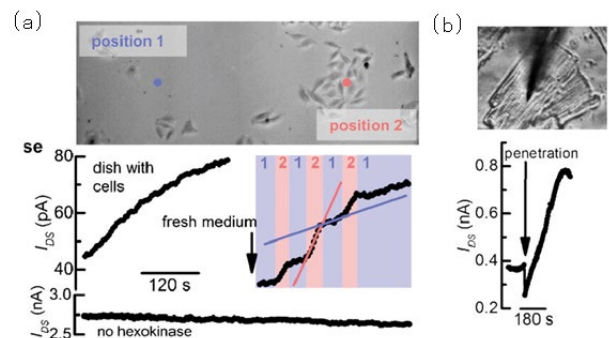 (a)
position 1
position 2
se
80
60
40
I_DS (pA)
dish with
cells
120 s
fresh medium
1 2 1 2 1 2 1
3.0
2.5
I_DS (nA)
no hexokinase
(b)
penetration
0.8
0.6
0.4
0.2
I_DS (nA)
180 s